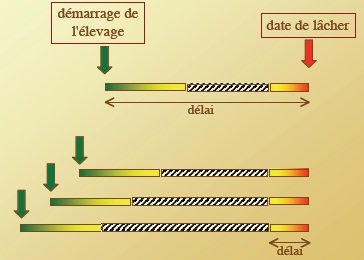 démarrage de
l'élevage
date de lâcher
délai
délai